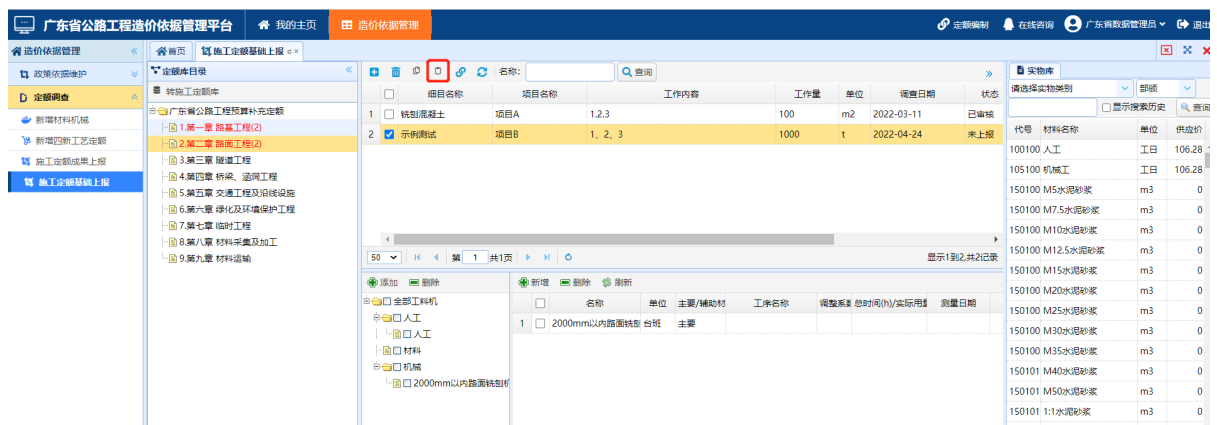 广东省公路工程造价依据管理平台 我的主页 造价依据管理 定额编制 在线咨询 广东省数据管理员 退出
造价依据管理
政策依据维护
定额调查
新增材料机械
新增四新工艺定额
施工定额成果上报
施工定额基础上报
首页 施工定额基础上报
定额库目录
转施工定额库
广东省公路工程预算补充定额
1.第一章 路基工程(2)
2.第二章 路面工程(2)
3.第三章 隧道工程
4.第四章 桥梁、涵洞工程
5.第五章 交通工程及沿线设施
6.第六章 绿化及环境保护工程
7.第七章 临时工程
8.第八章 材料采集及加工
9.第九章 材料运输
名称: 查询
细目名称 项目名称 工作内容 工作量 单位 调查日期 状态
1 铣刨混凝土 项目A 1.2.3 100 m2 2022-03-11 已审核
2 示例测试 项目B 1、2、3 1000 t 2022-04-24 未上报
50 第 1 共1页 显示1到2,共2记录
添加 删除
全部工料机
人工
人工
材料
机械
2000mm以内路面铣刨机
新增 删除 刷新
名称 单位 主要/辅助材 工序名称 调整系数 总时间(h)/实际用量 测量日期
1 2000mm以内路面铣刨 台班 主要
实物库
请选择实物类别 部颁
显示搜索历史 查询
代号 材料名称 单位 供应价
100100 人工 工日 106.28
105100 机械工 工日 106.28
150100 M5水泥砂浆 m3 0
150100 M7.5水泥砂浆 m3 0
150100 M10水泥砂浆 m3 0
150100 M12.5水泥砂浆 m3 0
150100 M15水泥砂浆 m3 0
150100 M20水泥砂浆 m3 0
150100 M25水泥砂浆 m3 0
150100 M30水泥砂浆 m3 0
150100 M35水泥砂浆 m3 0
150101 M40水泥砂浆 m3 0
150101 M50水泥砂浆 m3 0
150101 1:1水泥砂浆 m3 0